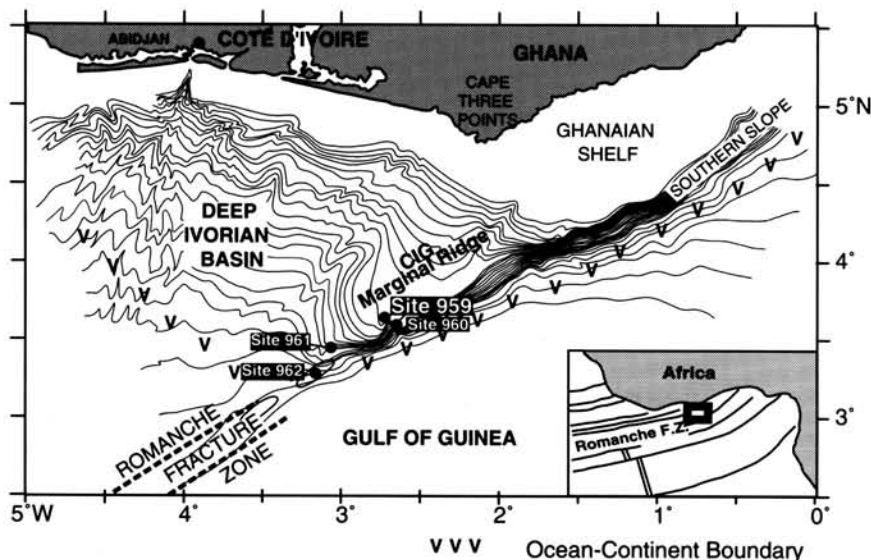 ABIDJAN
COTE D'IVOIRE
GHANA
CAPE
THREE
POINTS
GHANAIAN
SHELF
SOUTHERN SLOPE
5˚N
DEEP
IVORIAN
BASIN
CIG
Marginal Ridge
4˚
Site 959
Site 960
Site 961
Site 962
V V V V V V V V V V V V V V V V V V
ROMANCHE
FRACTURE
ZONE
GULF OF GUINEA
Africa
Romanche F.Z.
3˚
5˚W
4˚
3˚
2˚
1˚
0˚
V V V Ocean-Continent Boundary